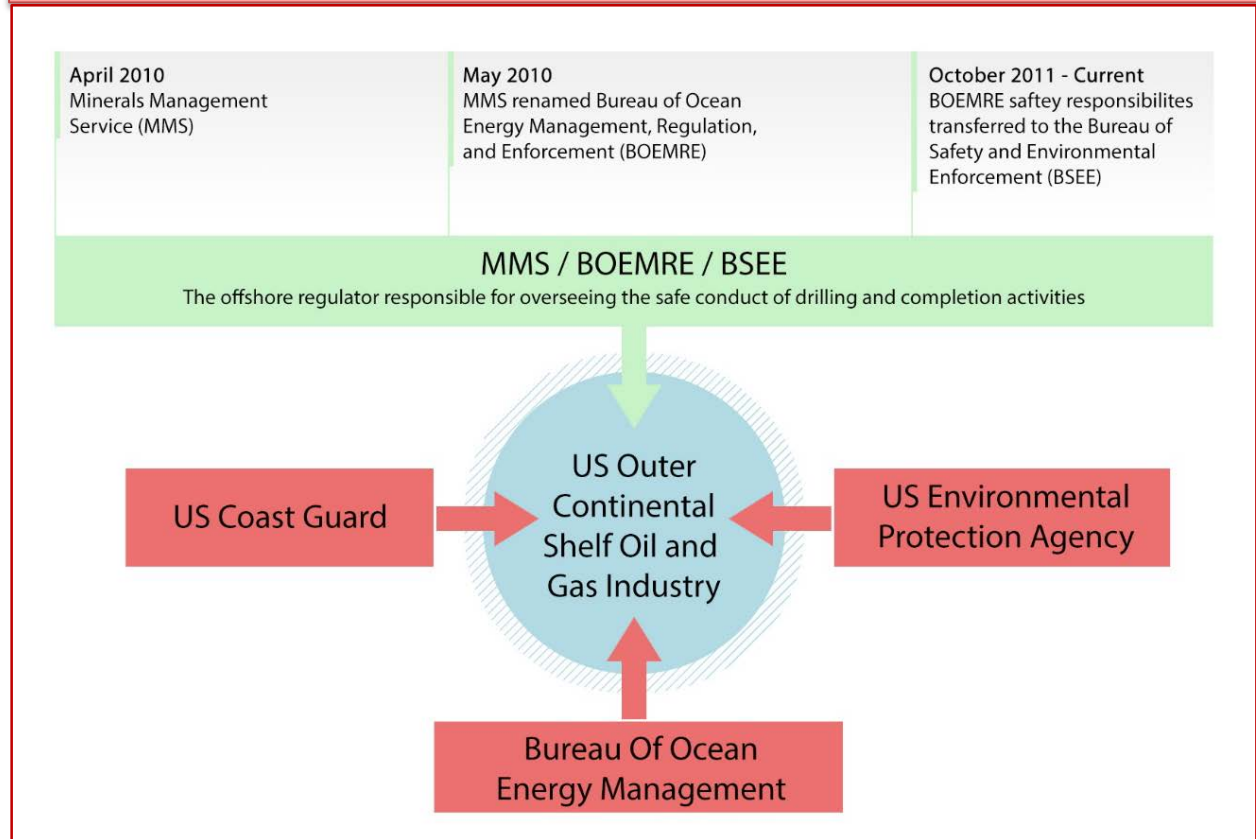 April 2010
Minerals Management
Service (MMS)
May 2010
MMS renamed Bureau of Ocean
Energy Management, Regulation,
and Enforcement (BOEMRE)
October 2011 - Current
BOEMRE saftey responsibilites
transferred to the Bureau of
Safety and Environmental
Enforcement (BSEE)
MMS / BOEMRE / BSEE
The offshore regulator responsible for overseeing the safe conduct of drilling and completion activities
US Outer
Continental
Shelf Oil and
Gas Industry
US Coast Guard
US Environmental
Protection Agency
Bureau Of Ocean
Energy Management